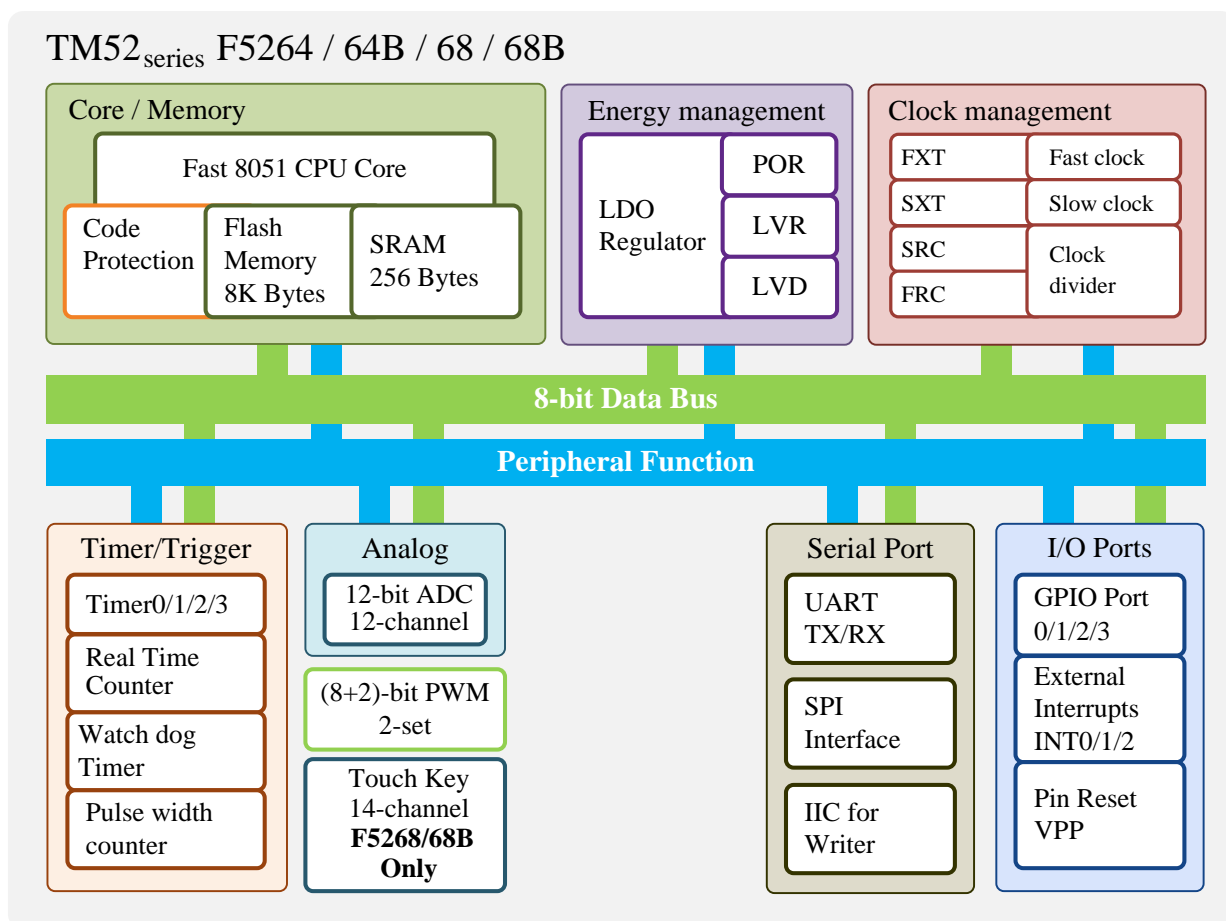 TM52series F5264 / 64B / 68 / 68B
Core / Memory
Fast 8051 CPU Core
Code
Protection
Flash
Memory
8K Bytes
SRAM
256 Bytes
Energy management
LDO
Regulator
POR
LVR
LVD
Clock management
FXT
SXT
SRC
FRC
Fast clock
Slow clock
Clock
divider
8-bit Data Bus
Peripheral Function
Timer/Trigger
Timer0/1/2/3
Real Time
Counter
Watch dog
Timer
Pulse width
counter
Analog
12-bit ADC
12-channel
(8+2)-bit PWM
2-set
Touch Key
14-channel
F5268/68B
Only
Serial Port
UART
TX/RX
SPI
Interface
IIC for
Writer
I/O Ports
GPIO Port
0/1/2/3
External
Interrupts
INT0/1/2
Pin Reset
VPP